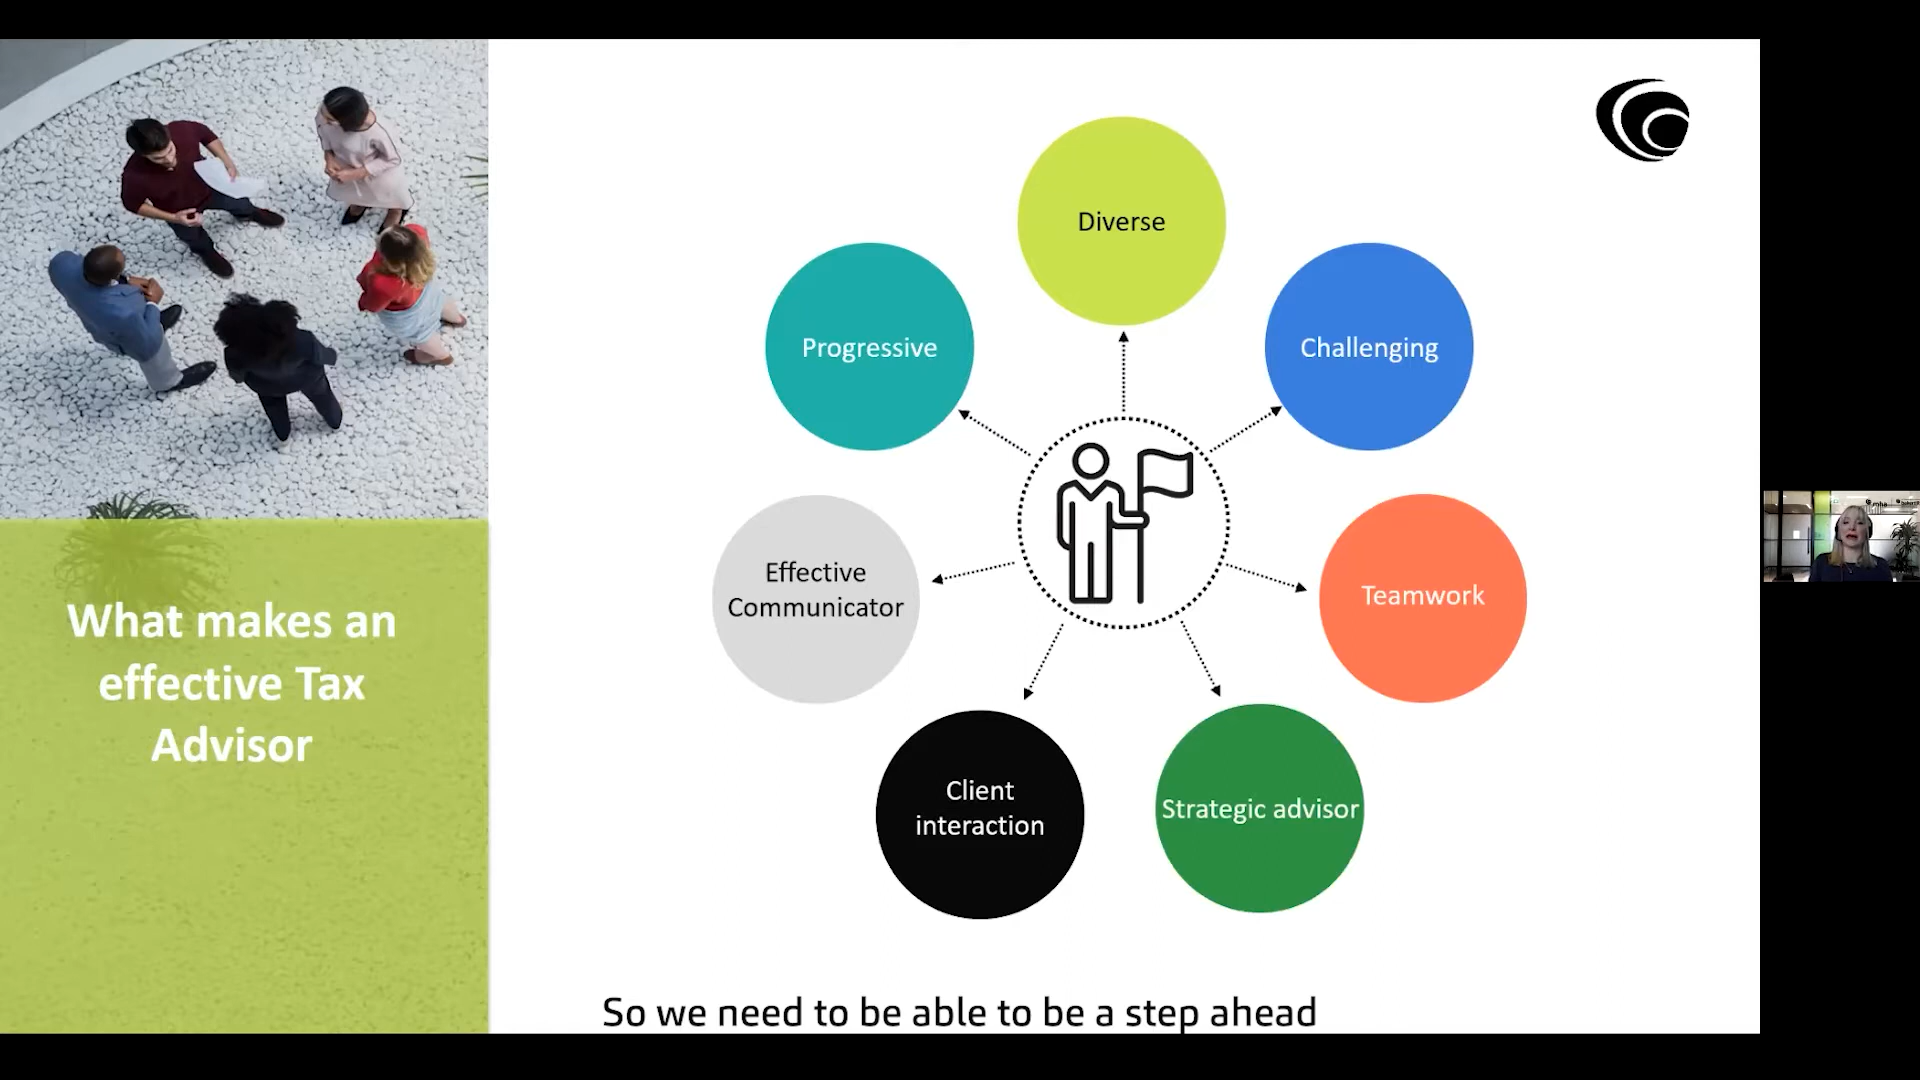 What makes an
effective Tax
Advisor
Diverse
Progressive
Challenging
Effective
Communicator
Teamwork
Client
interaction
Strategic advisor
So we need to be able to be a step ahead
mha